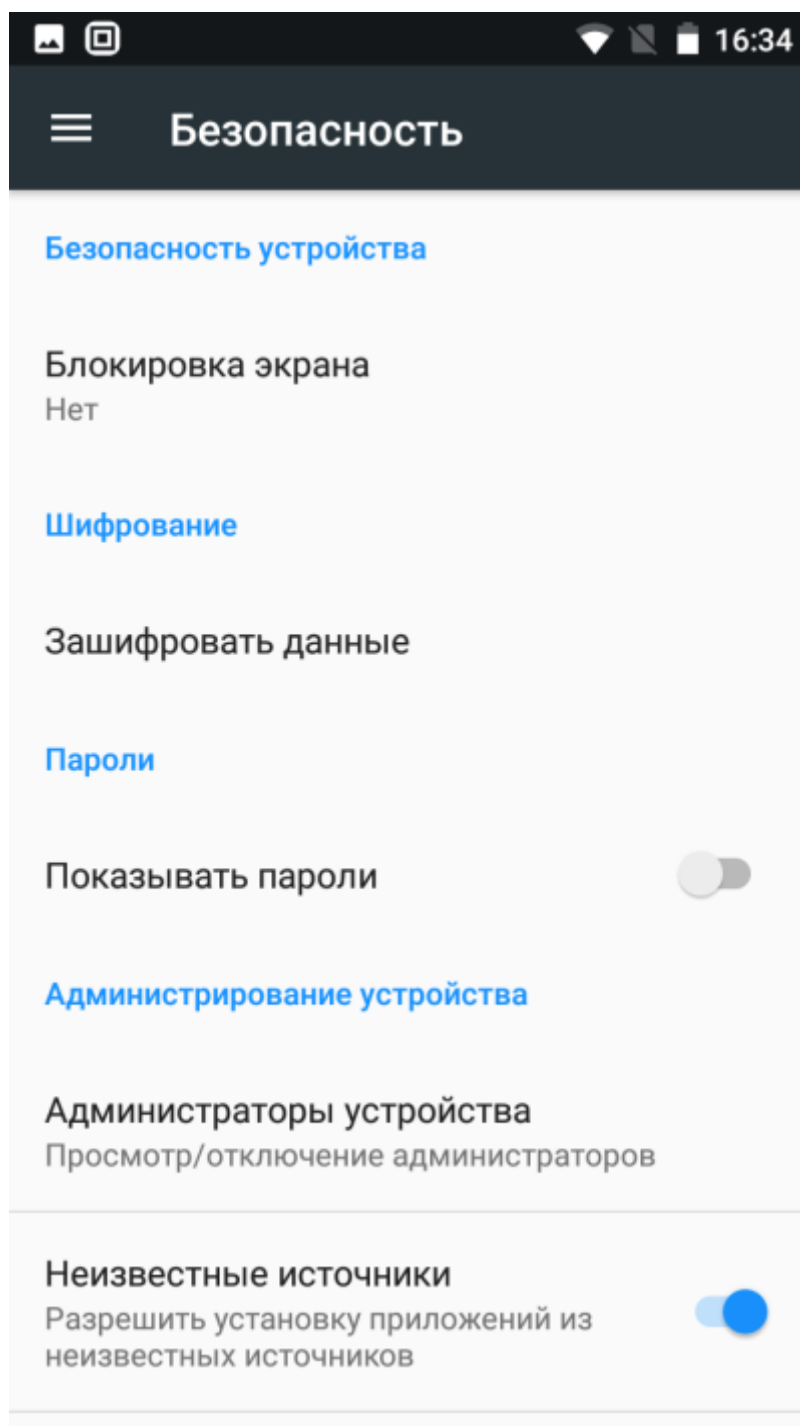 16:34
Безопасность
Безопасность устройства
Блокировка экрана
Нет
Шифрование
Зашифровать данные
Пароли
Показывать пароли
Администрирование устройства
Администраторы устройства
Просмотр/отключение администраторов
Неизвестные источники
Разрешить установку приложений из
неизвестных источников